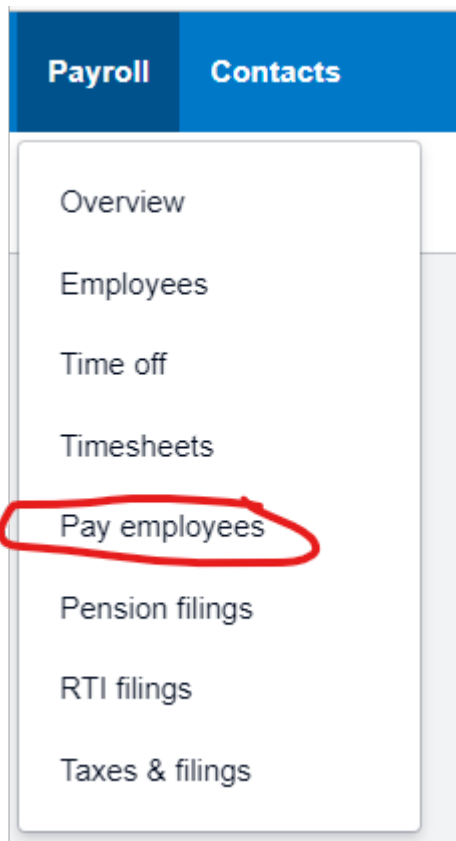 Payroll Contacts
Overview
Employees
Time off
Timesheets
Pay employees
Pension filings
RTI filings
Taxes & filings